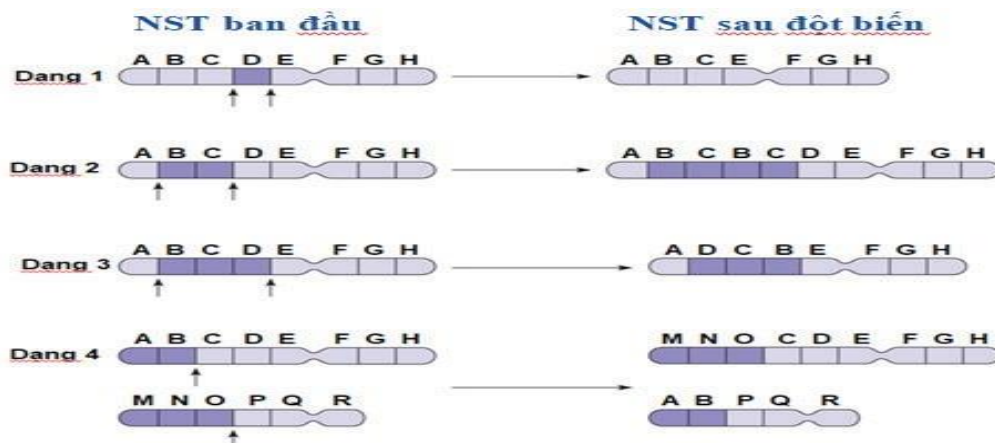 NST ban đầu NST sau đột biến
A B C D E F G H A B C E F G H
Dang 1
A B C D E F G H A B C B C D E F G H
Dang 2
A B C D E F G H A D C B E F G H
Dang 3
A B C D E F G H M N O C D E F G H
Dang 4
M N O P Q R A B P Q R